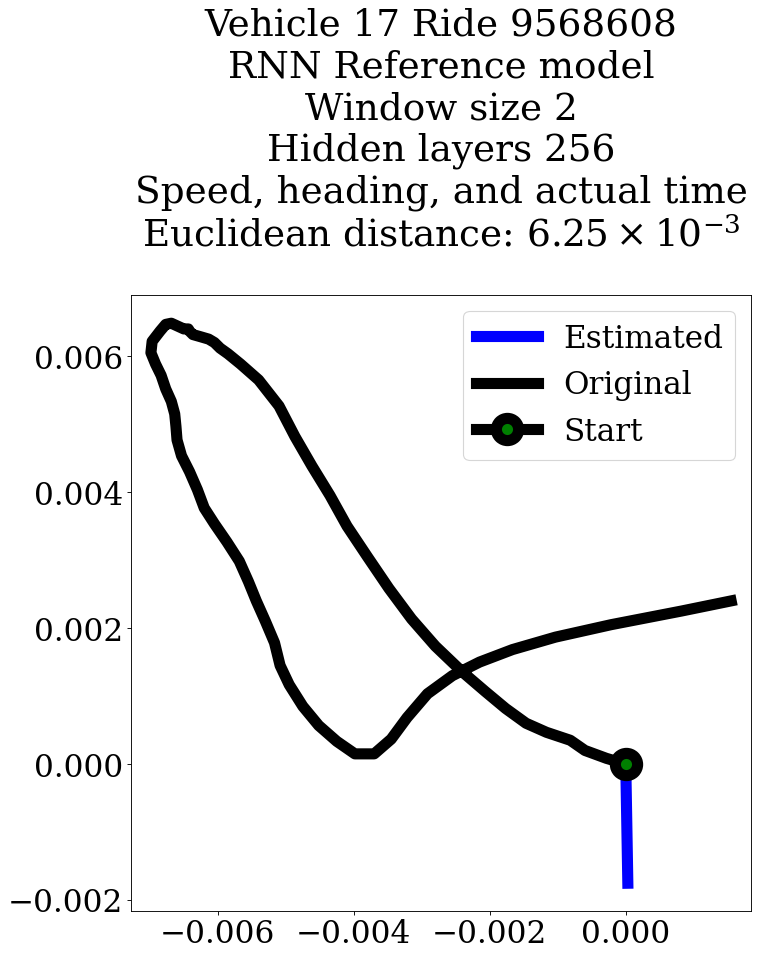 Vehicle 17 Ride 9568608
RNN Reference model
Window size 2
Hidden layers 256
Speed, heading, and actual time
Euclidean distance: 6.25 × 10⁻³
Estimated
Original
Start
0.006
0.004
0.002
0.000
−0.002
−0.006 −0.004 −0.002 0.000